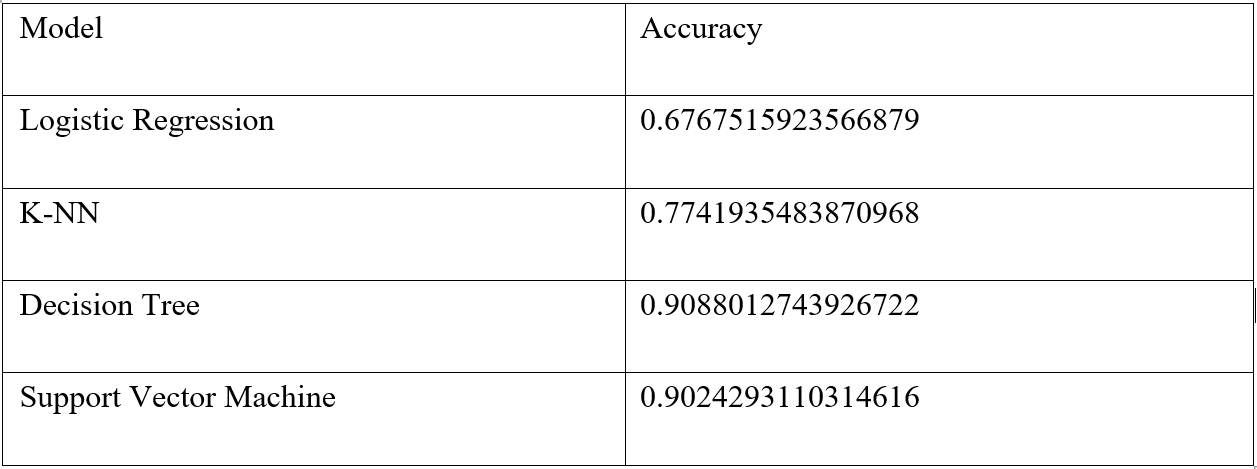 Model Accuracy
Logistic Regression 0.6767515923566879
K-NN 0.7741935483870968
Decision Tree 0.9088012743926722
Support Vector Machine 0.9024293110314616